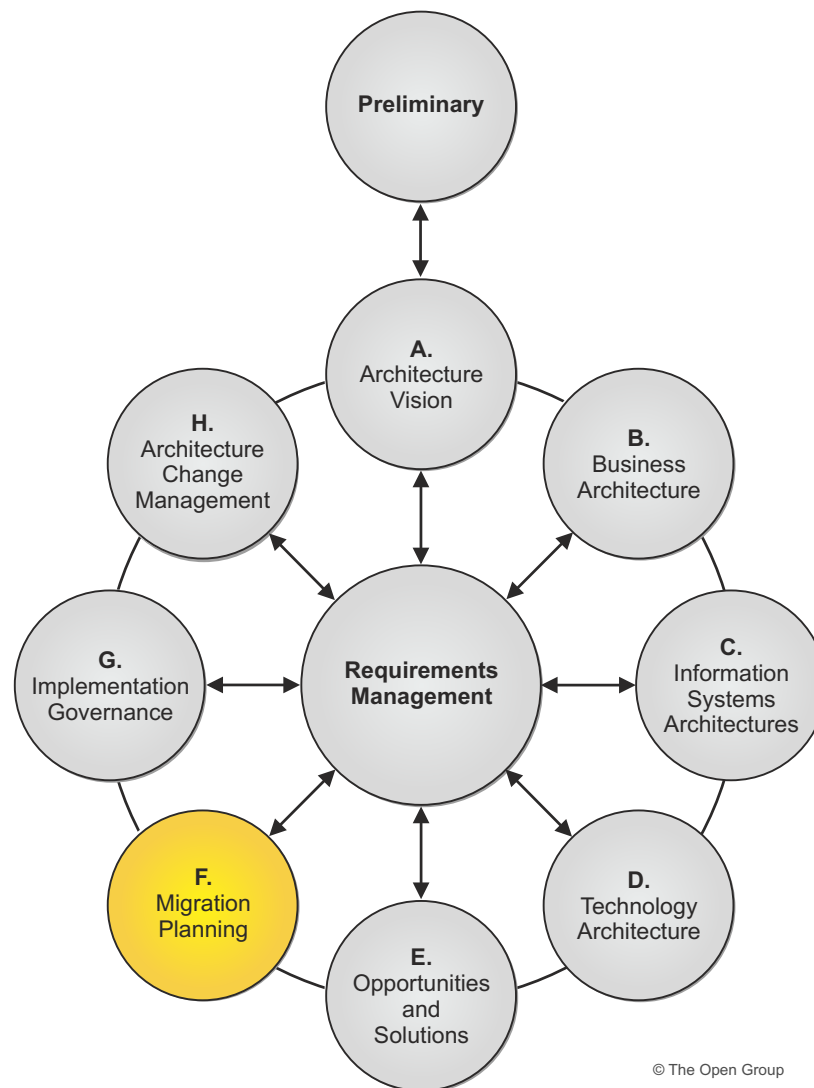 Preliminary
A.
Architecture
Vision
B.
Business
Architecture
C.
Information
Systems
Architectures
D.
Technology
Architecture
E.
Opportunities
and
Solutions
F.
Migration
Planning
G.
Implementation
Governance
H.
Architecture
Change
Management
Requirements
Management
© The Open Group